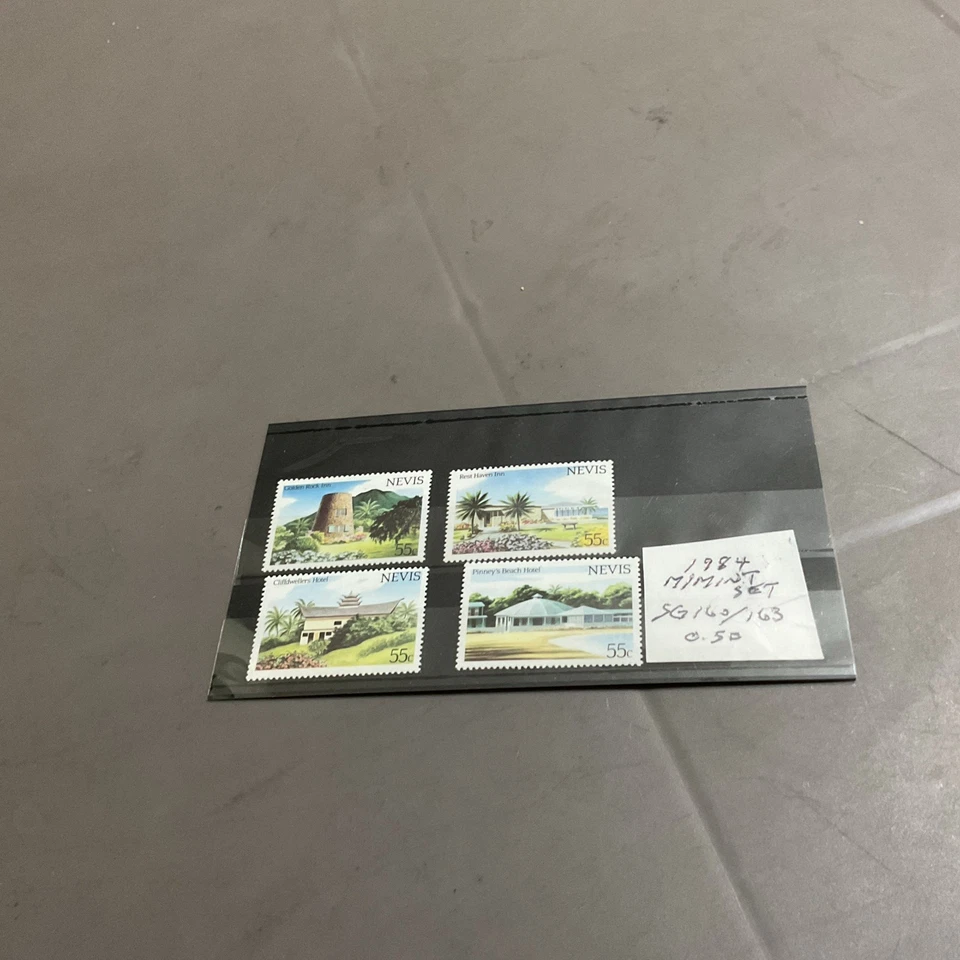 Golden Rock Inn
NEVIS
55c
Rest Haven Inn
NEVIS
55c
Cliffdwellers Hotel
NEVIS
55c
Pinney's Beach Hotel
NEVIS
55c
1984
M/MINT
SET
SG160/163
0.50